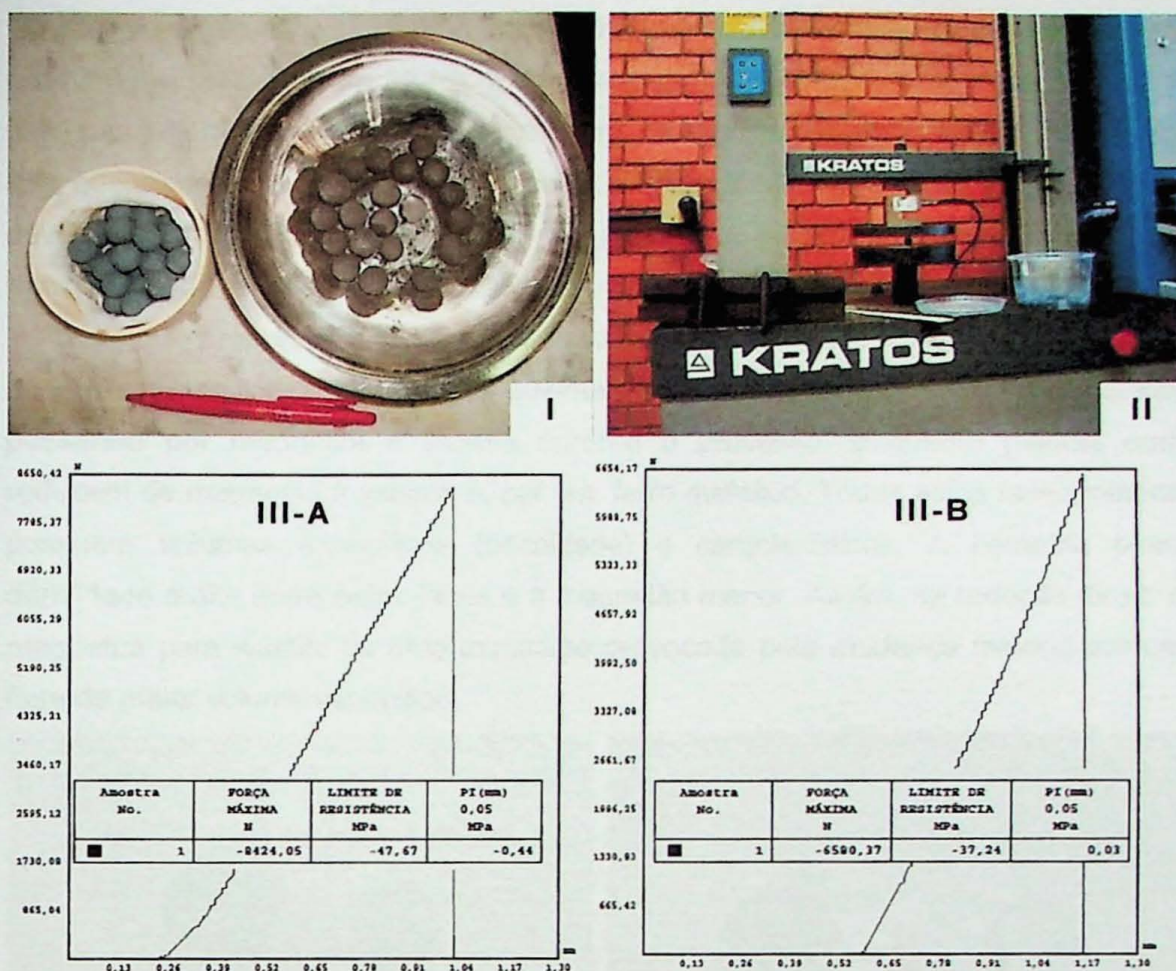 KRATOS
KRATOS
I
II
N
8650,42
III-A
7785,37
6920,33
6055,29
5190,25
4325,21
3460,17
Amostra No. FORÇA MÁXIMA N LIMITE DE RESISTÊNCIA MPa PI(mm) 0,05 MPa
2595,12
1 -8424,05 -47,67 -0,44
1730,08
865,04
0,13 0,26 0,39 0,52 0,65 0,78 0,91 1,04 1,17 1,30
mm
N
6654,17
III-B
5988,75
5323,33
4657,92
3992,50
3327,08
2661,67
Amostra No. FORÇA MÁXIMA N LIMITE DE RESISTÊNCIA MPa PI(mm) 0,05 MPa
1996,25
1 -6580,37 -37,24 0,03
1330,83
665,42
0,13 0,26 0,39 0,52 0,65 0,78 0,91 1,04 1,17 1,30
mm